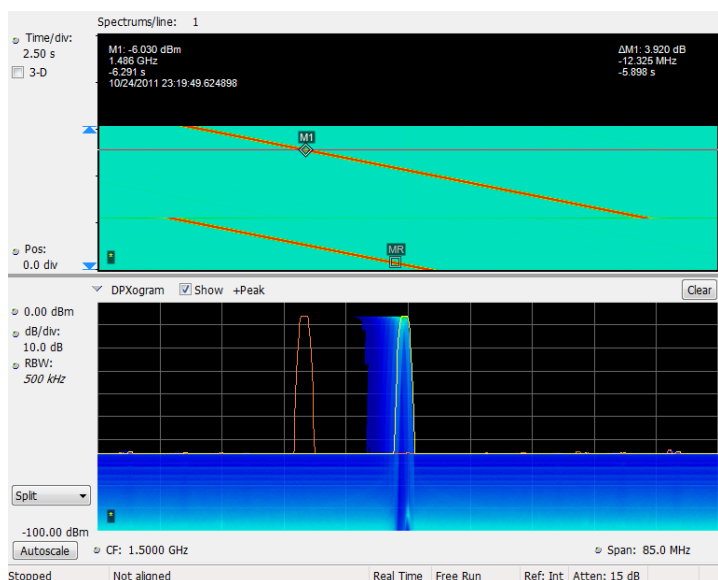 Spectrums/line: 1
Time/div:
2.50 s
3-D
M1: -6.030 dBm
1.486 GHz
-6.291 s
10/24/2011 23:19:49.624898
ΔM1: 3.920 dB
-12.325 MHz
-5.898 s
M1
MR
Pos:
0.0 div
DPXogram Show +Peak Clear
0.00 dBm
dB/div:
10.0 dB
RBW:
500 kHz
Split
-100.00 dBm
Autoscale CF: 1.5000 GHz Span: 85.0 MHz
Stopped Not aligned Real Time Free Run Ref: Int Atten: 15 dB